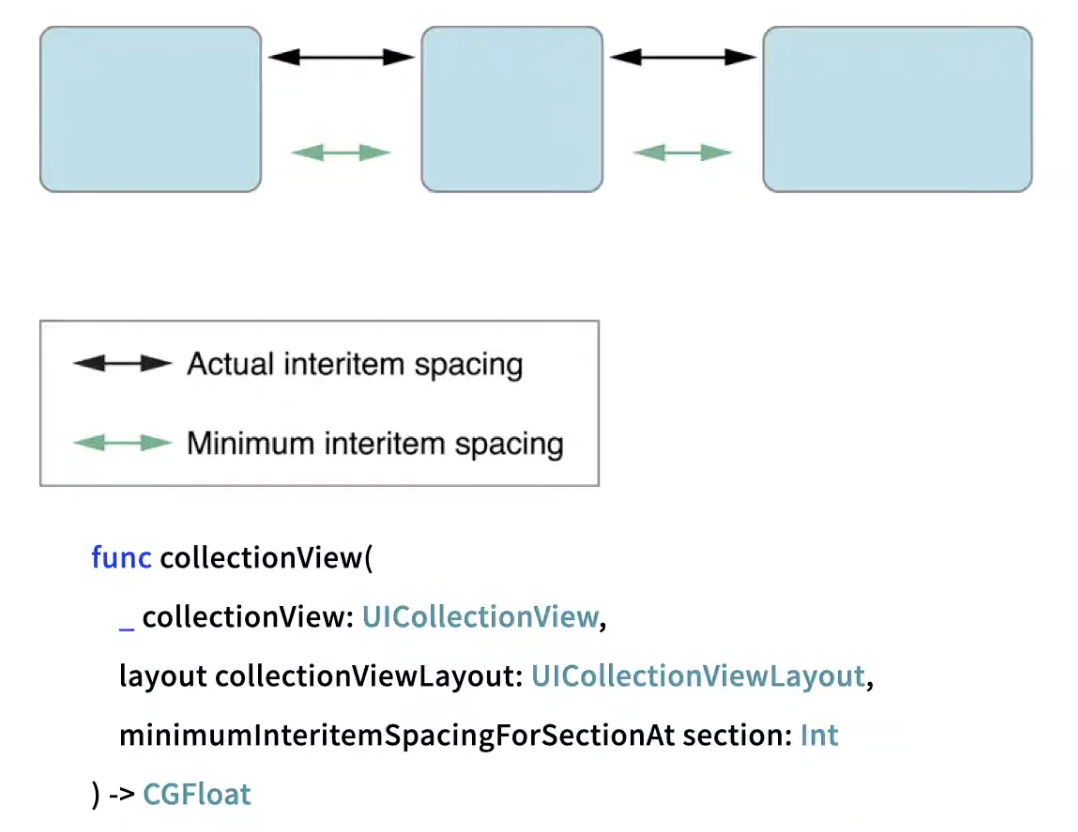 Actual interitem spacing
Minimum interitem spacing
func collectionView(
_ collectionView: UICollectionView,
layout collectionViewLayout: UICollectionViewLayout,
minimumInteritemSpacingForSectionAt section: Int
) -> CGFloat